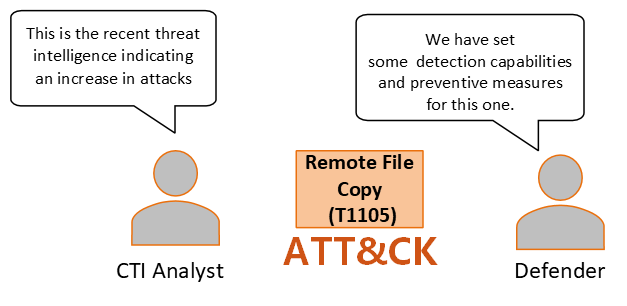 This is the recent threat
intelligence indicating
an increase in attacks
We have set
some detection capabilities
and preventive measures
for this one.
Remote File
Copy
(T1105)
ATT&CK
CTI Analyst
Defender